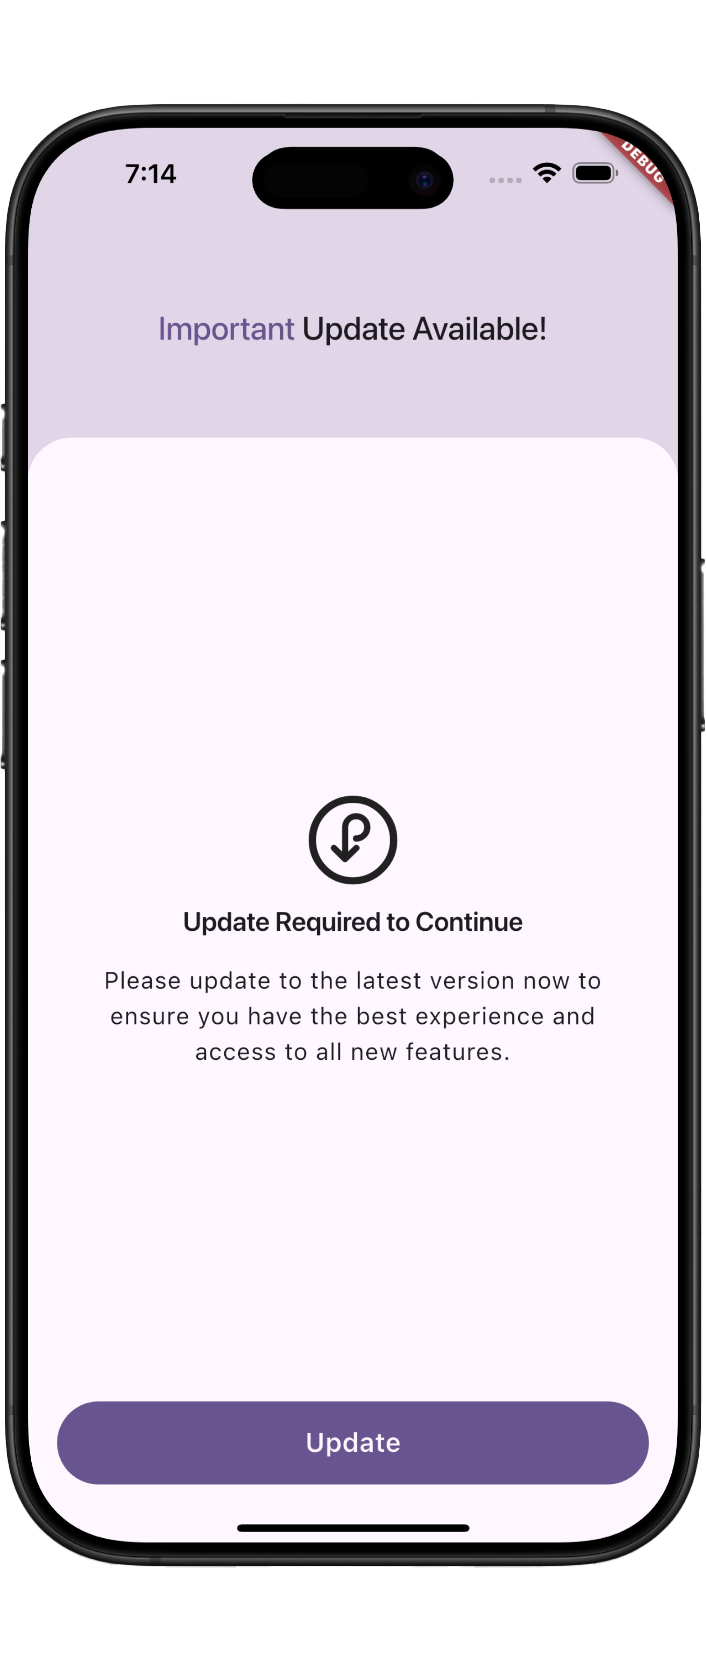 7:14
DEBUG
Important Update Available!
Update Required to Continue
Please update to the latest version now to
ensure you have the best experience and
access to all new features.
Update